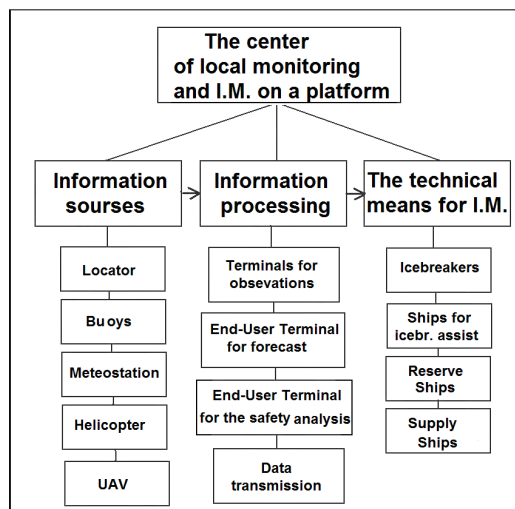 The center
of local monitoring
and I.M. on a platform
Information
sourses
Information
processing
The technical
means for I.M.
Locator
Buoys
Meteostation
Helicopter
UAV
Terminals for
obsevations
End-User Terminal
for forecast
End-User Terminal
for the safety analysis
Data
transmission
Icebreakers
Ships for
icebr. assist
Reserve
Ships
Supply
Ships